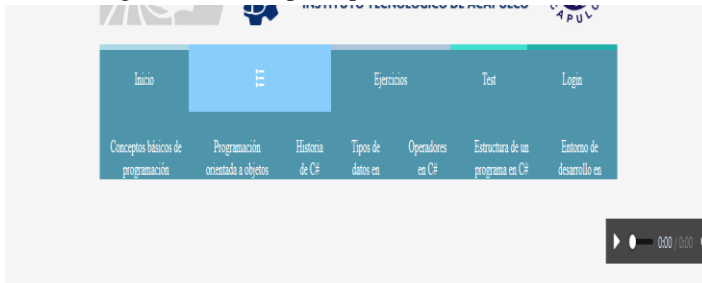 INSTITUTO TECNOLÓGICO DE ACAPULCO
APUL
Inicio
Ejercicios
Test
Login
Conceptos básicos de
programación
Programación
orientada a objetos
Historia
de C#
Tipos de
datos en
Operadores
en C#
Estructura de un
programa en C#
Entorno de
desarrollo en
0:00 / 0:00